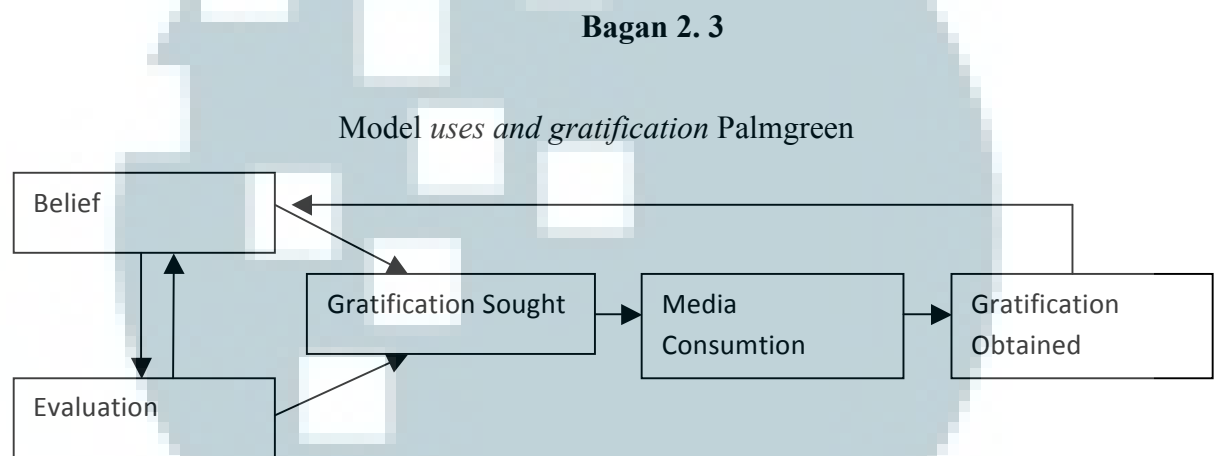 Bagan 2. 3
Model uses and gratification Palmgreen
Belief
Gratification Sought
Media
Consumtion
Gratification
Obtained
Evaluation